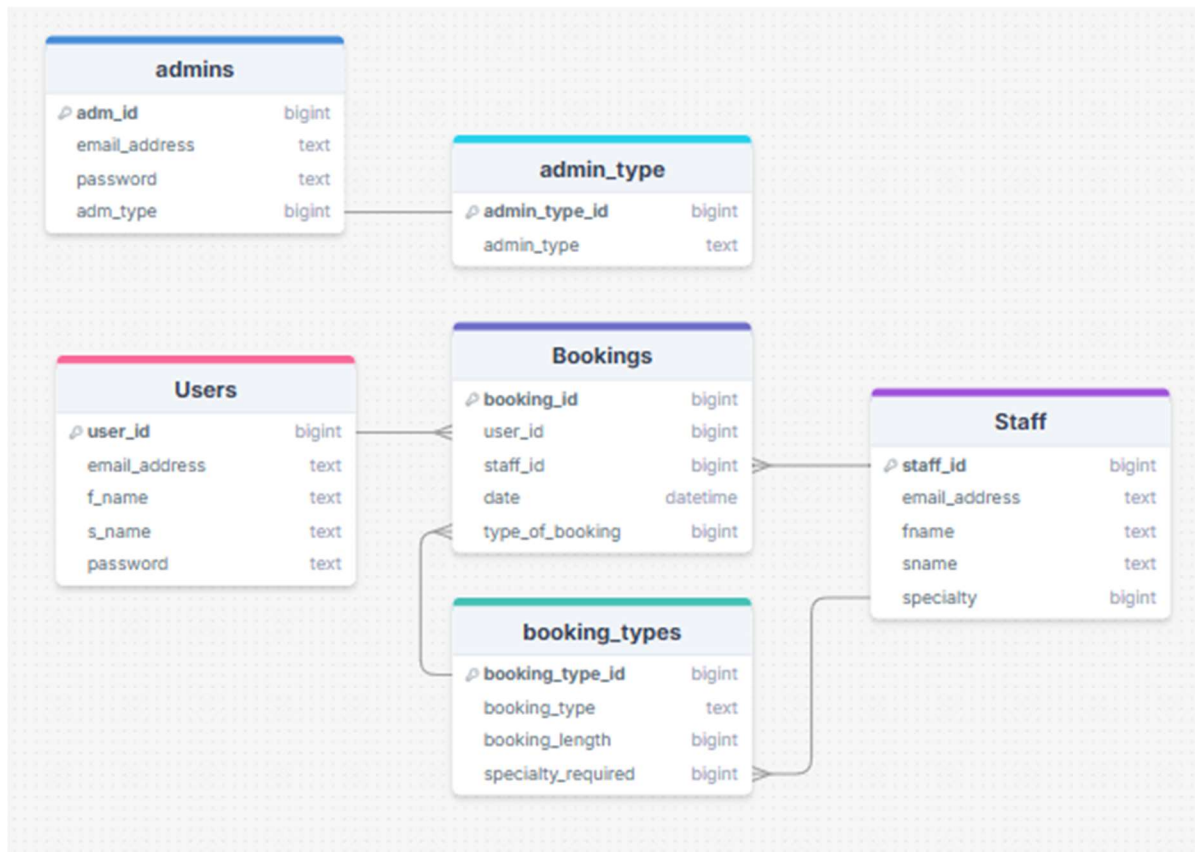 admins
adm_id bigint
email_address text
password text
adm_type bigint
admin_type
admin_type_id bigint
admin_type text
Users
user_id bigint
email_address text
f_name text
s_name text
password text
Bookings
booking_id bigint
user_id bigint
staff_id bigint
date datetime
type_of_booking bigint
booking_types
booking_type_id bigint
booking_type text
booking_length bigint
specialty_required bigint
Staff
staff_id bigint
email_address text
fname text
sname text
specialty bigint